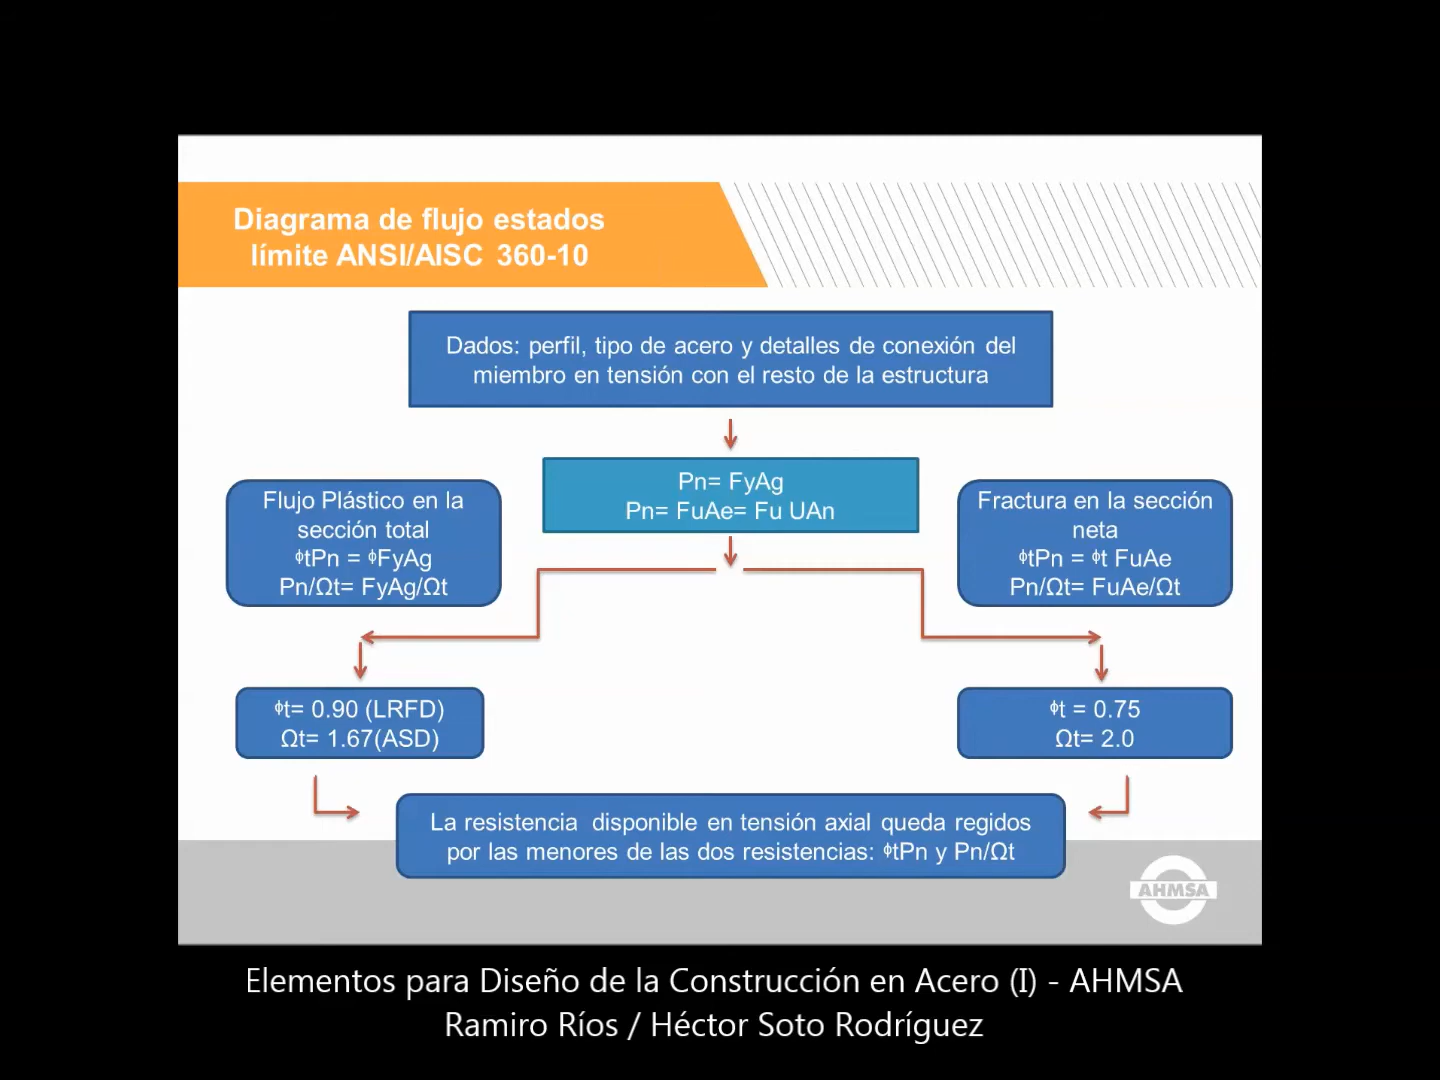 Diagrama de flujo estados
límite ANSI/AISC 360-10
Dados: perfil, tipo de acero y detalles de conexión del
miembro en tensión con el resto de la estructura
Pn= FyAg
Pn= FuAe= Fu UAn
Flujo Plástico en la
sección total
ϕtPn = ϕFyAg
Pn/Ωt= FyAg/Ωt
Fractura en la sección
neta
ϕtPn = ϕt FuAe
Pn/Ωt= FuAe/Ωt
ϕt= 0.90 (LRFD)
Ωt= 1.67(ASD)
ϕt = 0.75
Ωt= 2.0
La resistencia disponible en tensión axial queda regidos
por las menores de las dos resistencias: ϕtPn y Pn/Ωt
AHMSA
Elementos para Diseño de la Construcción en Acero (I) - AHMSA
Ramiro Ríos / Héctor Soto Rodríguez